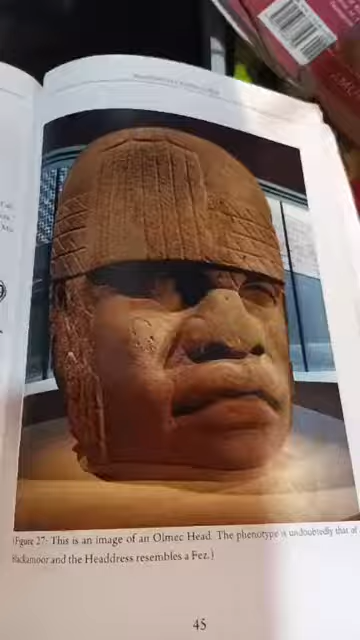 (Figure 27: This is an image of an Olmec Head. The phenotype is undoubtedly that of
Blackamoor and the Headdress resembles a Fez.)
45